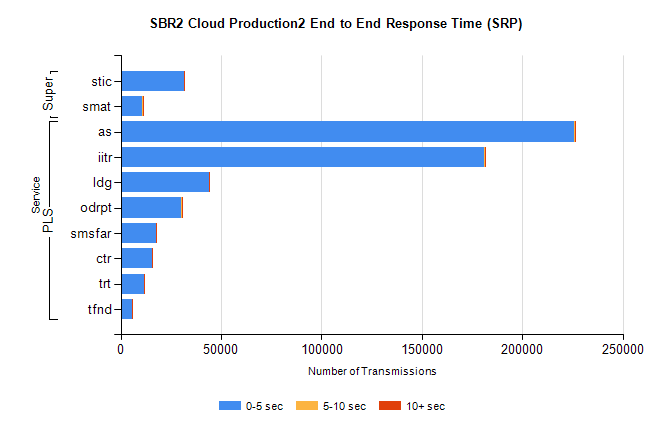 SBR2 Cloud Production2 End to End Response Time (SRP)
Super
stic
smat
Service
PLS
as
iitr
ldg
odrpt
smsfar
ctr
trt
tfnd
0 50000 100000 150000 200000 250000
Number of Transmissions
0-5 sec 5-10 sec 10+ sec